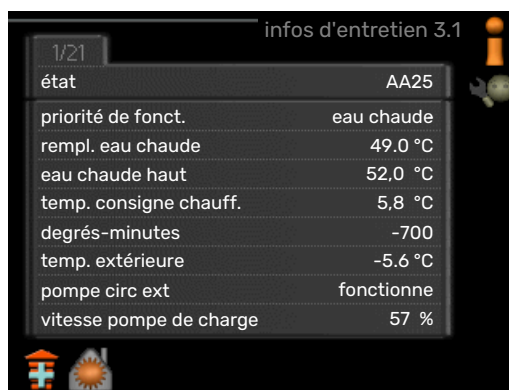 infos d'entretien 3.1
1/21
état AA25
priorité de fonct. eau chaude
rempl. eau chaude 49.0 °C
eau chaude haut 52,0 °C
temp. consigne chauff. 5,8 °C
degrés-minutes -700
temp. extérieure -5.6 °C
pompe circ ext fonctionne
vitesse pompe de charge 57 %